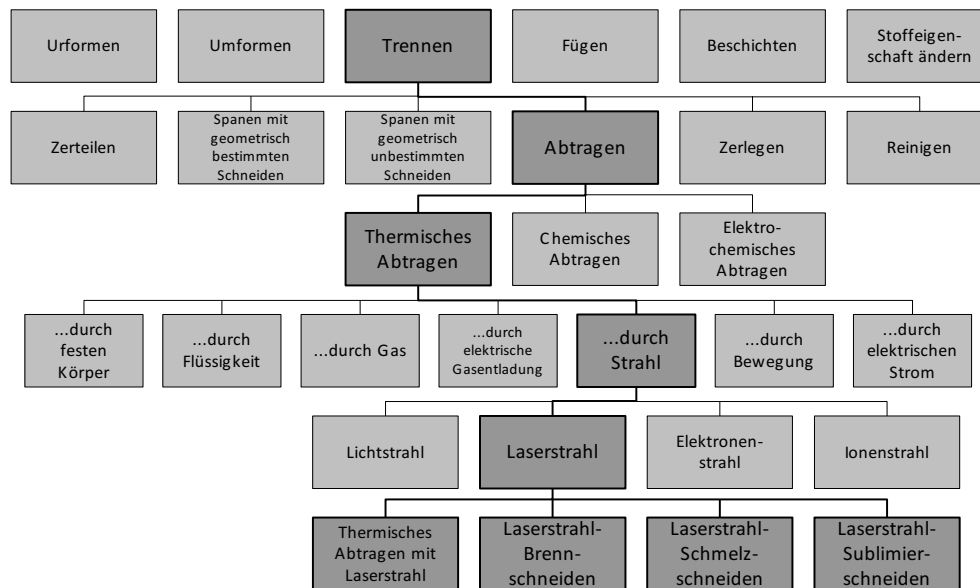 Urformen
Umformen
Trennen
Fügen
Beschichten
Stoffeigen-
schaft ändern
Zerteilen
Spanen mit
geometrisch
bestimmten
Schneiden
Spanen mit
geometrisch
unbestimmten
Schneiden
Abtragen
Zerlegen
Reinigen
Thermisches
Abtragen
Chemisches
Abtragen
Elektro-
chemisches
Abtragen
...durch
festen
Körper
...durch
Flüssigkeit
...durch Gas
...durch
elektrische
Gasentladung
...durch
Strahl
...durch
Bewegung
...durch
elektrischen
Strom
Lichtstrahl
Laserstrahl
Elektronen-
strahl
Ionenstrahl
Thermisches
Abtragen mit
Laserstrahl
Laserstrahl-
Brenn-
schneiden
Laserstrahl-
Schmelz-
schneiden
Laserstrahl-
Sublimier-
schneiden